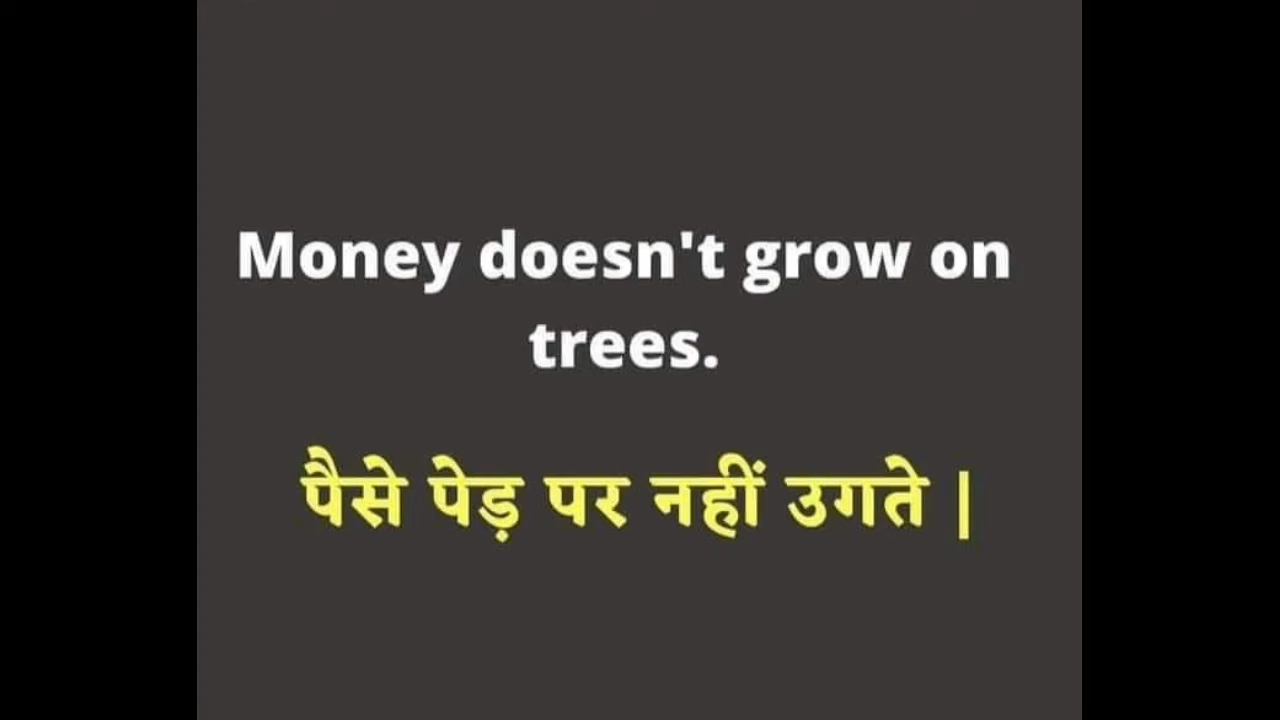 Money doesn't grow on
trees.
पैसे पेड़ पर नहीं उगते |